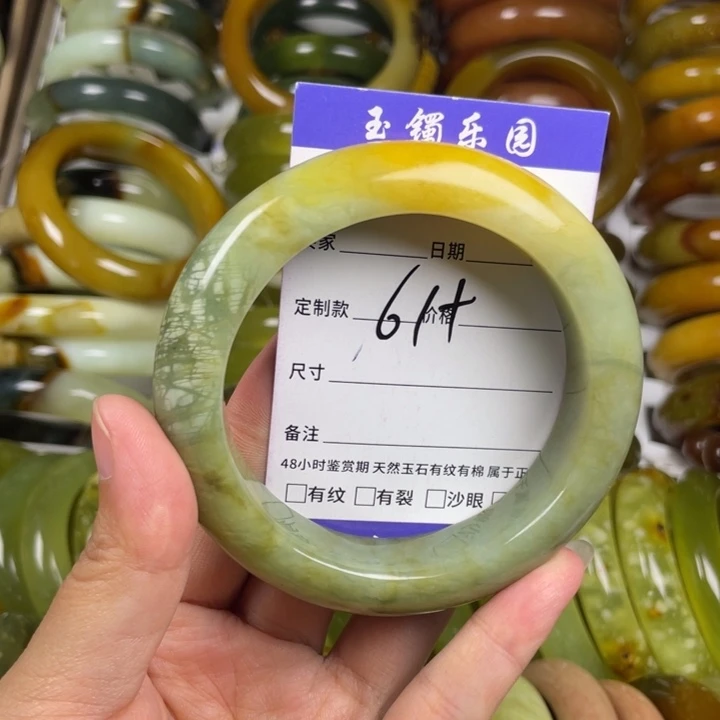 玉镯乐园
家 日期
定制款 61± 价格
尺寸
备注
48小时鉴赏期 天然玉石有纹有棉 属于正
□有纹 □有裂 □沙眼 □